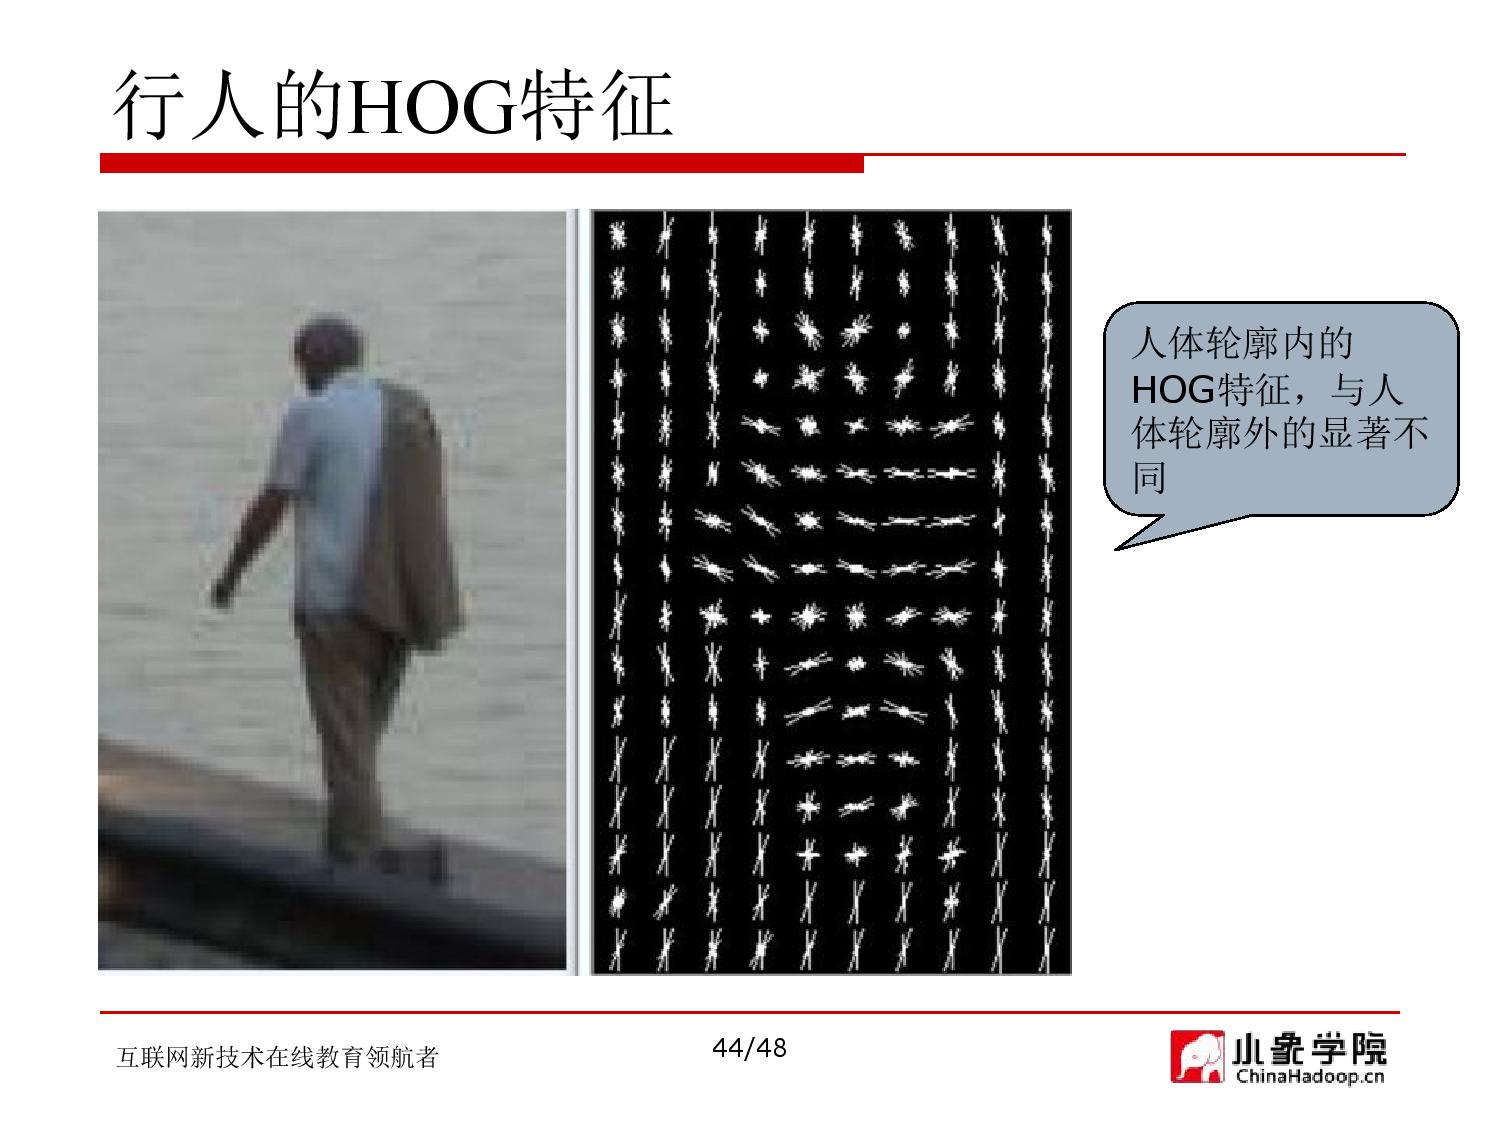 行人的HOG特征
人体轮廓内的
HOG特征，与人
体轮廓外的显著不
同
互联网新技术在线教育领航者
44/48
小象学院
ChinaHadoop.cn